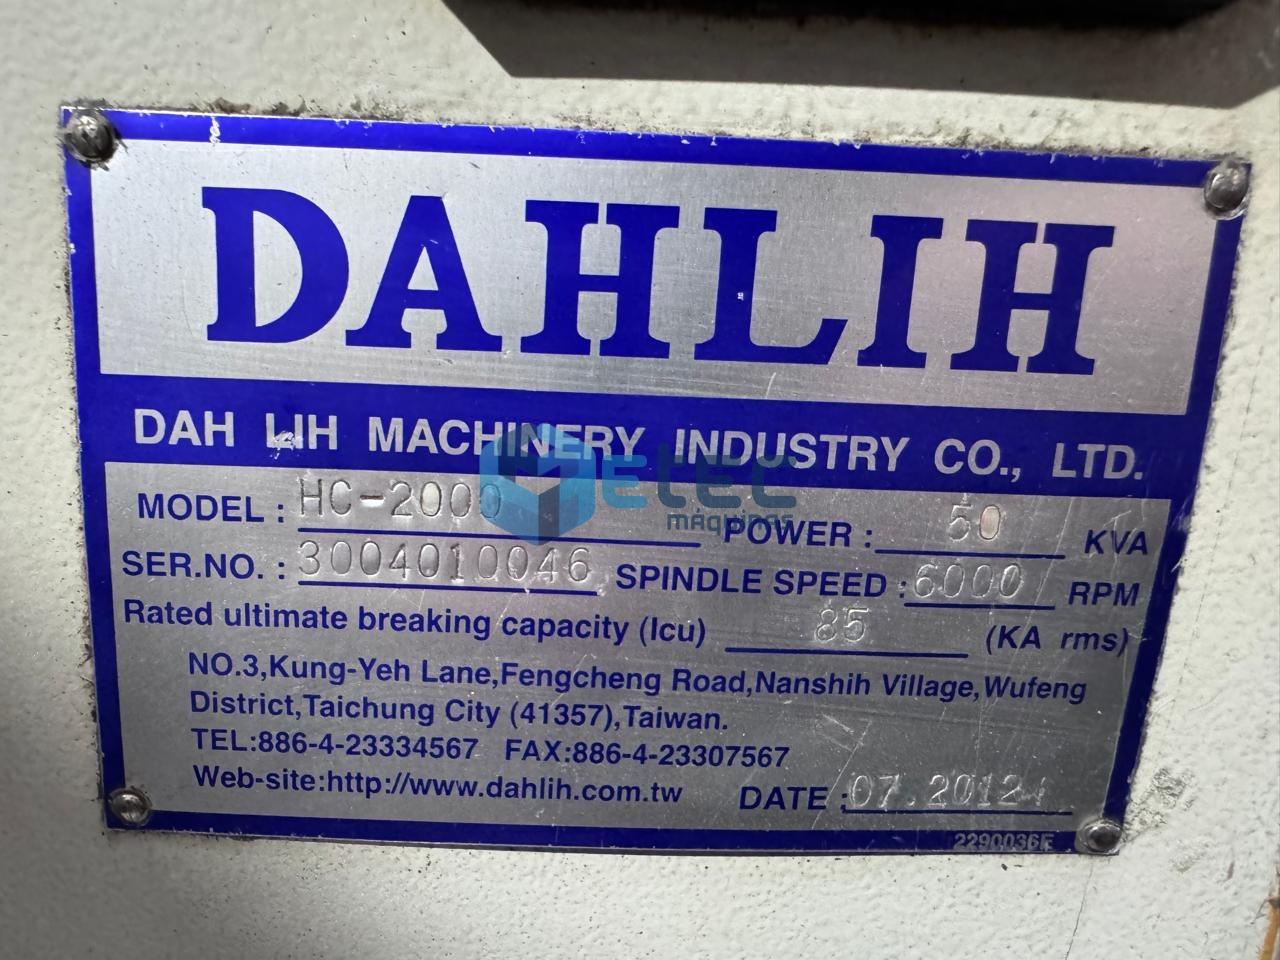 DAHLIH
DAH LIH MACHINERY INDUSTRY CO., LTD.
METEC
MÁQUINAS
MODEL : HC-2000 POWER : 50 KVA
SER.NO. : 3004010046 SPINDLE SPEED : 6000 RPM
Rated ultimate breaking capacity (Icu) 85 (KA rms)
NO.3,Kung-Yeh Lane,Fengcheng Road,Nanshih Village,Wufeng
District,Taichung City (41357),Taiwan.
TEL:886-4-23334567 FAX:886-4-23307567
Web-site:http://www.dahlih.com.tw DATE : 07.2012
2290036E